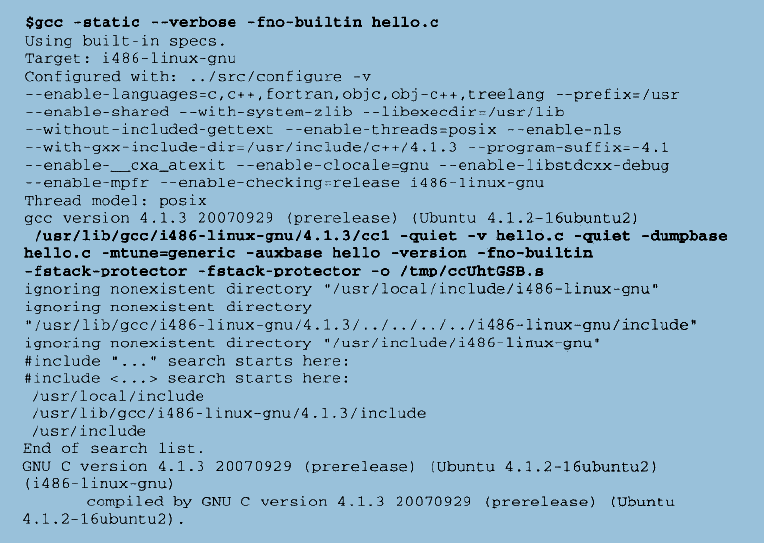 $gcc -static --verbose -fno-builtin hello.c
Using built-in specs.
Target: i486-linux-gnu
Configured with: ../src/configure -v
--enable-languages=c,c++,fortran,objc,obj-c++,treelang --prefix=/usr
--enable-shared --with-system-zlib --libexecdir=/usr/lib
--without-included-gettext --enable-threads=posix --enable-nls
--with-gxx-include-dir=/usr/include/c++/4.1.3 --program-suffix=-4.1
--enable-__cxa_atexit --enable-clocale=gnu --enable-libstdcxx-debug
--enable-mpfr --enable-checking=release i486-linux-gnu
Thread model: posix
gcc version 4.1.3 20070929 (prerelease) (Ubuntu 4.1.2-16ubuntu2)
/usr/lib/gcc/i486-linux-gnu/4.1.3/cc1 -quiet -v hello.c -quiet -dumpbase
hello.c -mtune=generic -auxbase hello -version -fno-builtin
-fstack-protector -fstack-protector -o /tmp/ccUhtGSB.s
ignoring nonexistent directory "/usr/local/include/i486-linux-gnu"
ignoring nonexistent directory
"/usr/lib/gcc/i486-linux-gnu/4.1.3/../../../../i486-linux-gnu/include"
ignoring nonexistent directory "/usr/include/i486-linux-gnu"
#include "..." search starts here:
#include <...> search starts here:
/usr/local/include
/usr/lib/gcc/i486-linux-gnu/4.1.3/include
/usr/include
End of search list.
GNU C version 4.1.3 20070929 (prerelease) (Ubuntu 4.1.2-16ubuntu2)
(i486-linux-gnu)
compiled by GNU C version 4.1.3 20070929 (prerelease) (Ubuntu
4.1.2-16ubuntu2).